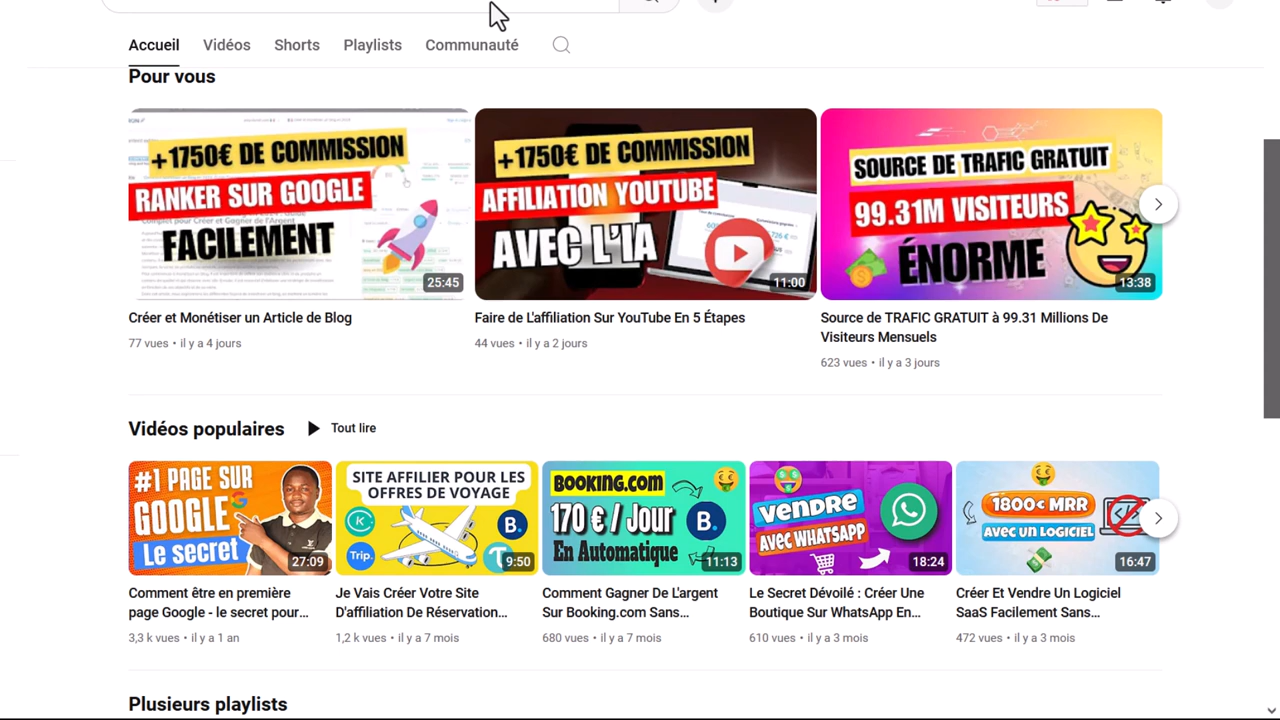 Accueil Vidéos Shorts Playlists Communauté
Pour vous
+1750€ DE COMMISSION
RANKER SUR GOOGLE
FACILEMENT
25:45
+1750€ DE COMMISSION
AFFILIATION YOUTUBE
AVEC L'IA
11:00
SOURCE DE TRAFIC GRATUIT
99.31M VISITEURS
ÉNORME
13:38
Créer et Monétiser un Article de Blog
77 vues • il y a 4 jours
Faire de L'affiliation Sur YouTube En 5 Étapes
44 vues • il y a 2 jours
Source de TRAFIC GRATUIT à 99.31 Millions De
Visiteurs Mensuels
623 vues • il y a 3 jours
Vidéos populaires Tout lire
#1 PAGE SUR
GOOGLE
Le secret
27:09
SITE AFFILIER POUR LES
OFFRES DE VOYAGE
K
B.
Trip.
9:50
BOOKING.COM
170 € / Jour
B.
En Automatique
11:13
vendre
AVEC WHATSAPP
18:24
1800€ MRR
AVEC UN LOGICIEL
16:47
Comment être en première
page Google - le secret pour...
3,3 k vues • il y a 1 an
Je Vais Créer Votre Site
D'affiliation De Réservation...
1,2 k vues • il y a 7 mois
Comment Gagner De L'argent
Sur Booking.com Sans...
680 vues • il y a 7 mois
Le Secret Dévoilé : Créer Une
Boutique Sur WhatsApp En...
610 vues • il y a 3 mois
Créer Et Vendre Un Logiciel
SaaS Facilement Sans...
472 vues • il y a 3 mois
Plusieurs playlists